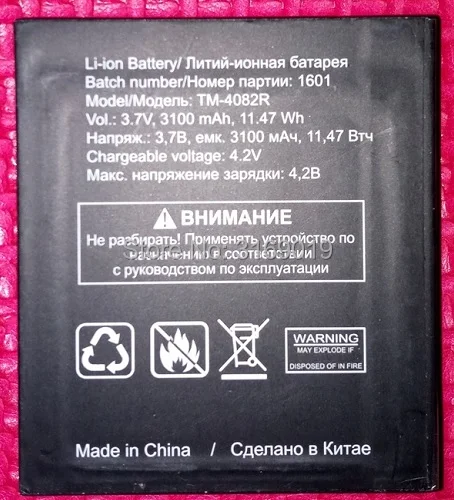 Li-ion Battery/ Литий-ионная батарея
Batch number/Номер партии: 1601
Model/Модель: TM-4082R
Vol.: 3.7V, 3100 mAh, 11.47 Wh
Напряж.: 3,7В, емк. 3100 мАч, 11,47 Втч
Chargeable voltage: 4.2V
Макс. напряжение зарядки: 4,2В
ВНИМАНИЕ
Не разбирать! Применять устройство по
назначению в соответствии
с руководством по эксплуатации
WARNING
MAY EXPLODE IF
DISPOSED OF IN FIRE
Made in China / Сделано в Китае